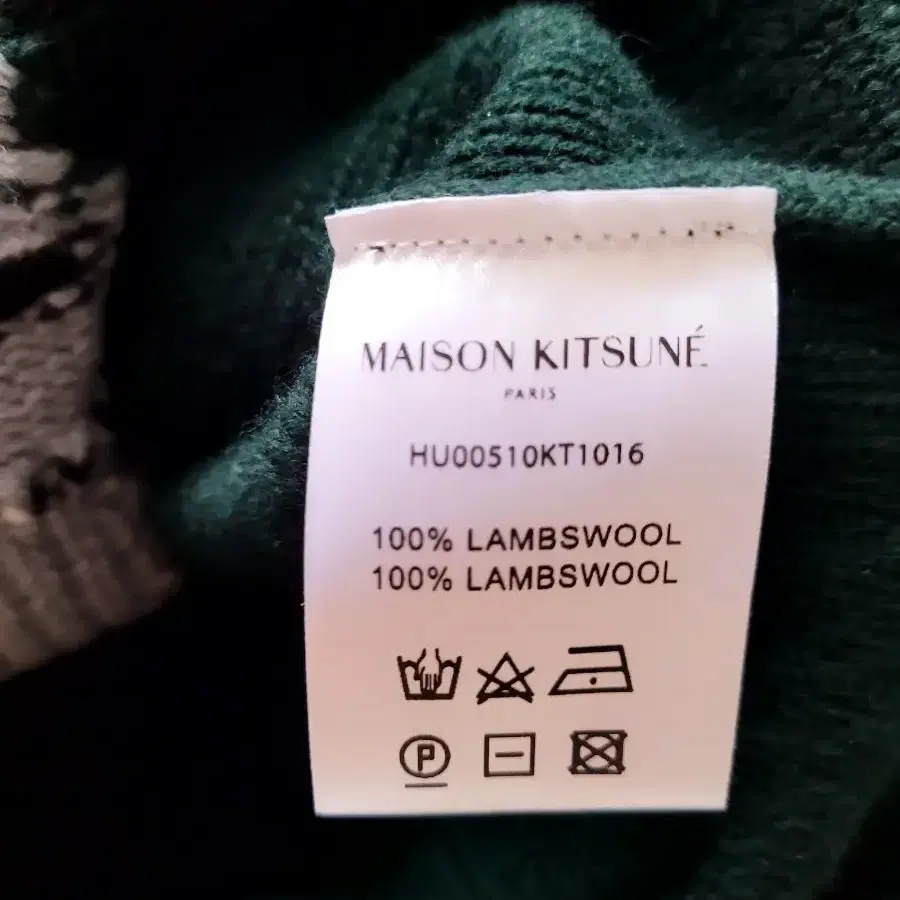 MAISON KITSUNÉ
PARIS
HU00510KT1016
100% LAMBSWOOL
100% LAMBSWOOL
P